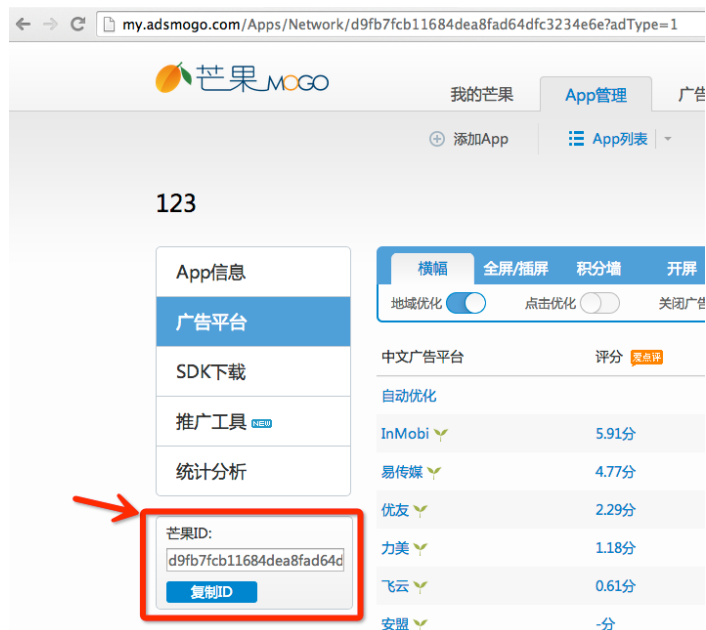 my.adsmogo.com/Apps/Network/d9fb7fcb11684dea8fad64dfc3234e6e?adType=1
芒果 MOGO
我的芒果 App管理 广告
添加App App列表
123
App信息
广告平台
SDK下载
推广工具 NEW
统计分析
芒果ID:
d9fb7fcb11684dea8fad64d
复制ID
横幅 全屏/插屏 积分墙 开屏
地域优化 点击优化 关闭广告
中文广告平台 评分 要点评
自动优化
InMobi 5.91分
易传媒 4.77分
优友 2.29分
力美 1.18分
飞云 0.61分
安盟 -分